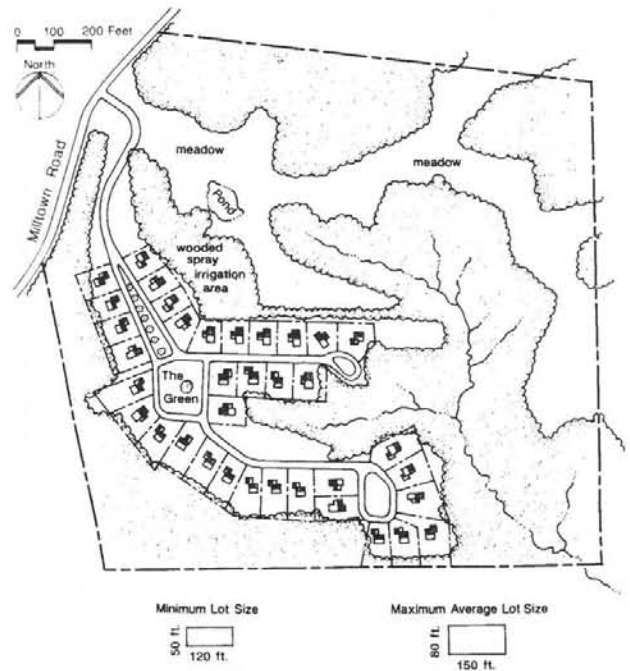 0 100 200 Feet
North
Milltown Road
meadow
meadow
Pond
wooded
spray
irrigation
area
The
Green
Minimum Lot Size
50 ft.
120 ft.
Maximum Average Lot Size
80 ft.
150 ft.